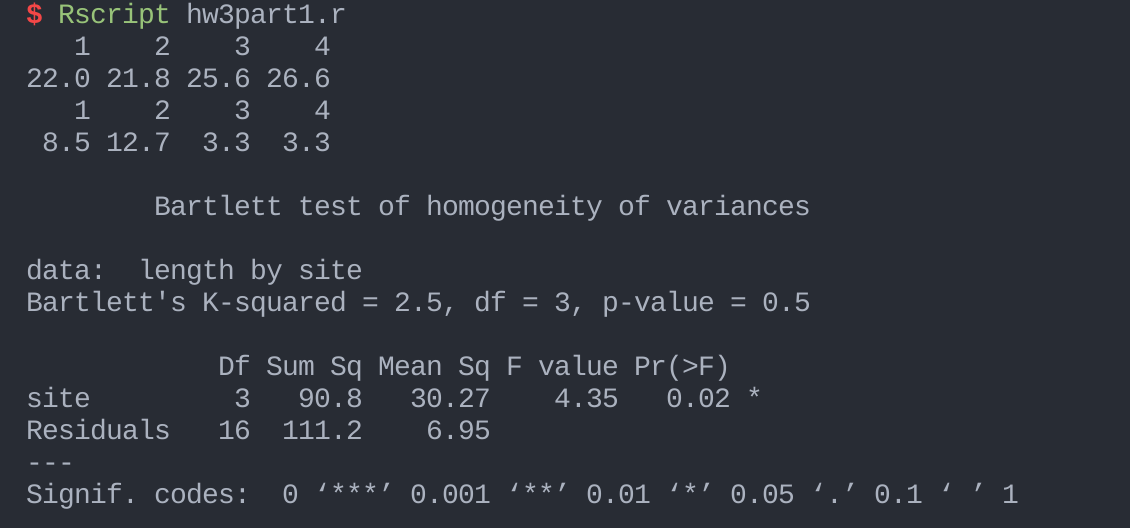 $ Rscript hw3part1.r
   1    2    3    4
22.0 21.8 25.6 26.6
   1    2    3    4
 8.5 12.7  3.3  3.3
        Bartlett test of homogeneity of variances
data:  length by site
Bartlett's K-squared = 2.5, df = 3, p-value = 0.5
            Df Sum Sq Mean Sq F value Pr(>F)
site         3   90.8   30.27    4.35   0.02 *
Residuals   16  111.2    6.95
---
Signif. codes:  0 ‘***’ 0.001 ‘**’ 0.01 ‘*’ 0.05 ‘.’ 0.1 ‘ ’ 1